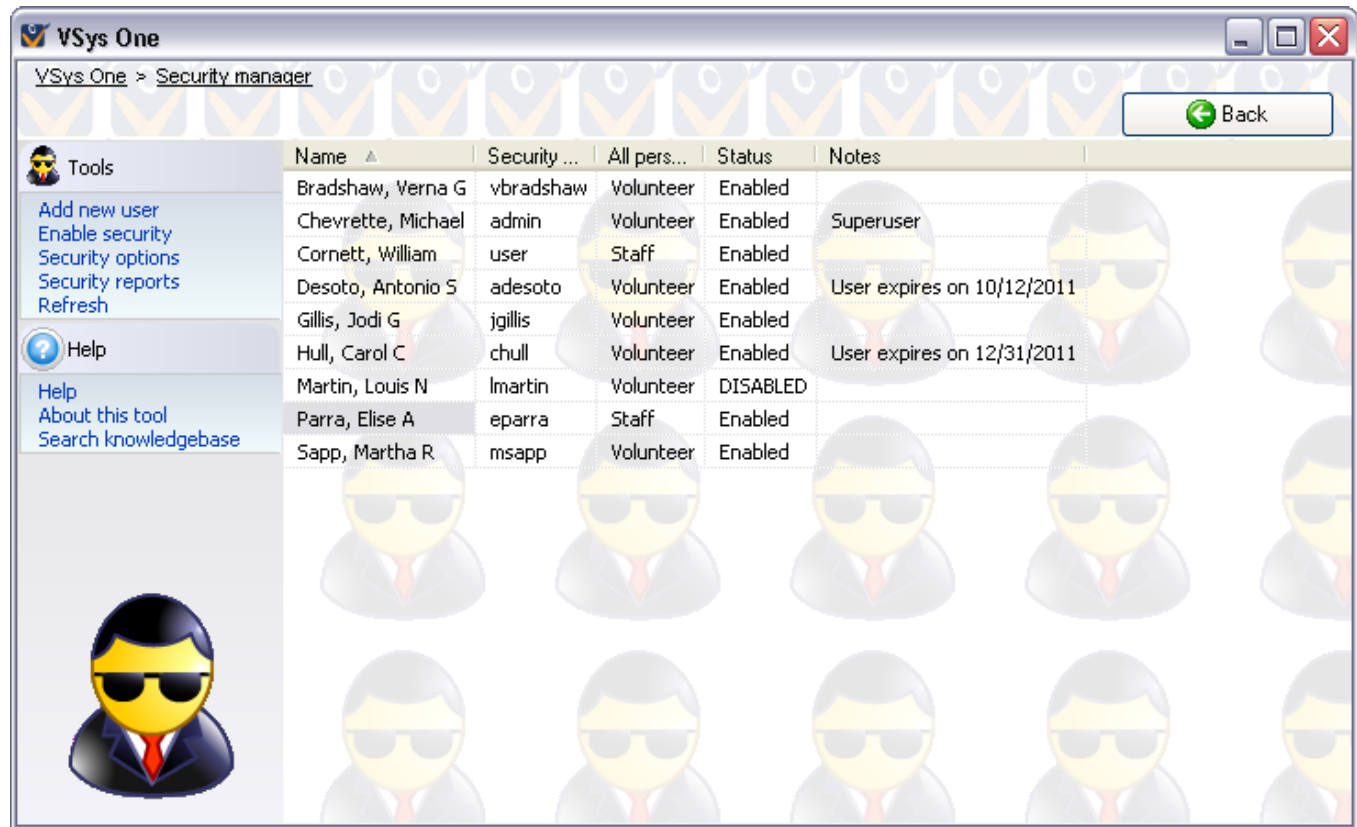 VSys One
VSys One > Security manager
Back
Tools
Add new user
Enable security
Security options
Security reports
Refresh
Help
Help
About this tool
Search knowledgebase
Name Security ... All pers... Status Notes
Bradshaw, Verna G vbradshaw Volunteer Enabled
Chevrette, Michael admin Volunteer Enabled Superuser
Cornett, William user Staff Enabled
Desoto, Antonio S adesoto Volunteer Enabled User expires on 10/12/2011
Gillis, Jodi G jgillis Volunteer Enabled
Hull, Carol C chull Volunteer Enabled User expires on 12/31/2011
Martin, Louis N lmartin Volunteer DISABLED
Parra, Elise A eparra Staff Enabled
Sapp, Martha R msapp Volunteer Enabled